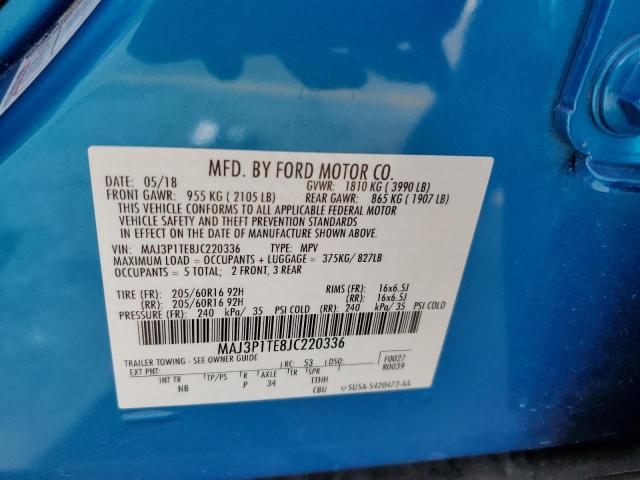 MFD. BY FORD MOTOR CO.
DATE: 05/18 GVWR: 1810 KG ( 3990 LB)
FRONT GAWR: 955 KG ( 2105 LB) REAR GAWR: 865 KG ( 1907 LB)
THIS VEHICLE CONFORMS TO ALL APPLICABLE FEDERAL MOTOR
VEHICLE SAFETY AND THEFT PREVENTION STANDARDS
IN EFFECT ON THE DATE OF MANUFACTURE SHOWN ABOVE.
VIN: MAJ3P1TE8JC220336 TYPE: MPV
MAXIMUM LOAD = OCCUPANTS + LUGGAGE = 375KG/ 827LB
OCCUPANTS = 5 TOTAL; 2 FRONT, 3 REAR
TIRE (FR): 205/60R16 92H RIMS (FR): 16x6.5J
(RR): 205/60R16 92H (RR): 16x6.5J
PRESSURE (FR): 240 kPa/ 35 PSI COLD (RR): 240 kPa/35 PSI COLD
MAJ3P1TE8JC220336
TRAILER TOWING - SEE OWNER GUIDE
EXT PNT: RC: 53 DSO: F0027
R0039
INT TR TP/PS R AXLE TR SPR
NB P 34 TTHH
CBU SU5A-5420472-AA